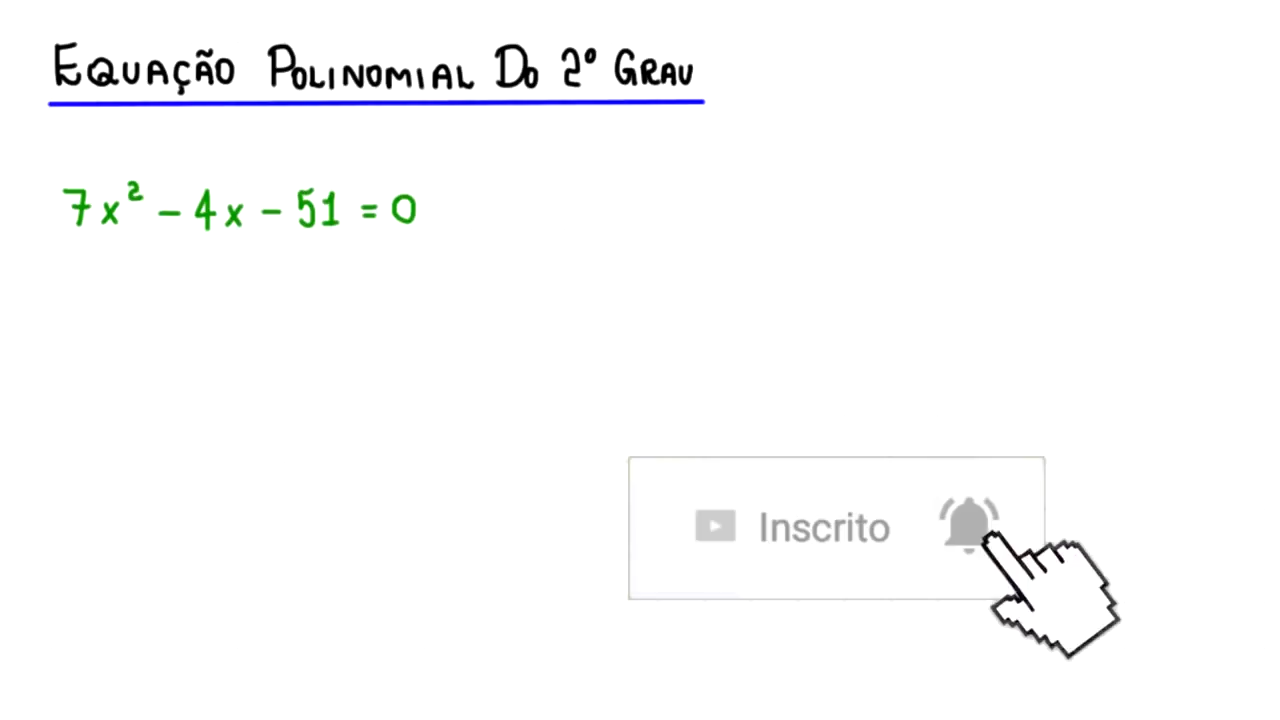 EQUAÇÃO POLINOMIAL DO 2º GRAU
7x² - 4x - 51 = 0
Inscrito